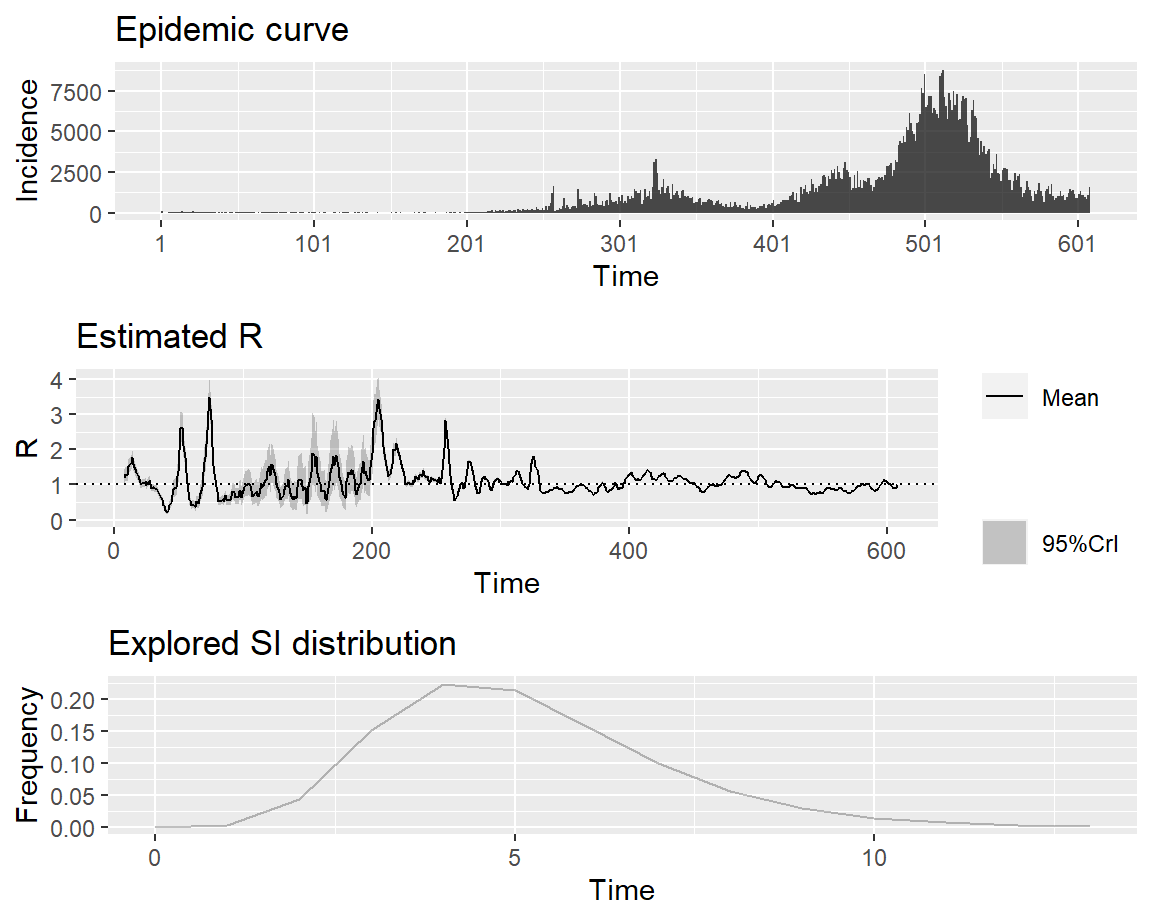 Epidemic curve
7500
5000
2500
0
Incidence
1 101 201 301 401 501 601
Time
Estimated R
4
3
2
1
0
R
0 200 400 600
Time
Mean
95%CrI
Explored SI distribution
0.20
0.15
0.10
0.05
0.00
Frequency
0 5 10
Time